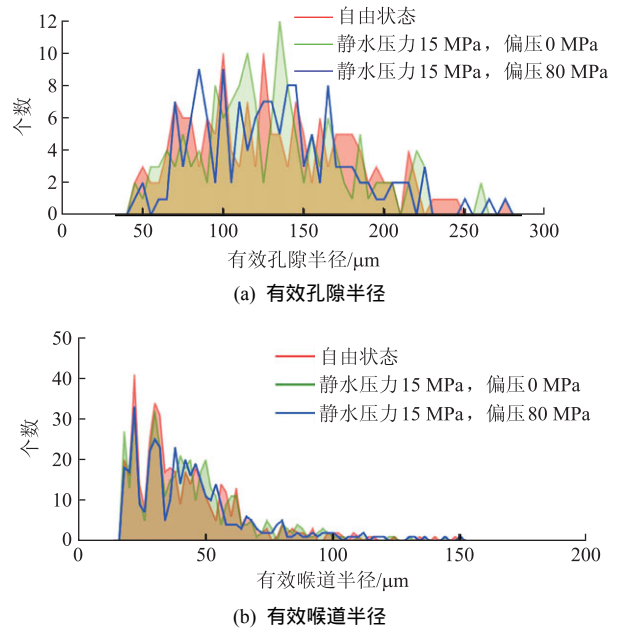 12
10
8
6
4
2
0
个数
自由状态
静水压力15 MPa，偏压0 MPa
静水压力15 MPa，偏压80 MPa
0 50 100 150 200 250 300
有效孔隙半径/μm
(a) 有效孔隙半径
50
40
30
20
10
0
个数
自由状态
静水压力15 MPa，偏压0 MPa
静水压力15 MPa，偏压80 MPa
0 50 100 150 200
有效喉道半径/μm
(b) 有效喉道半径